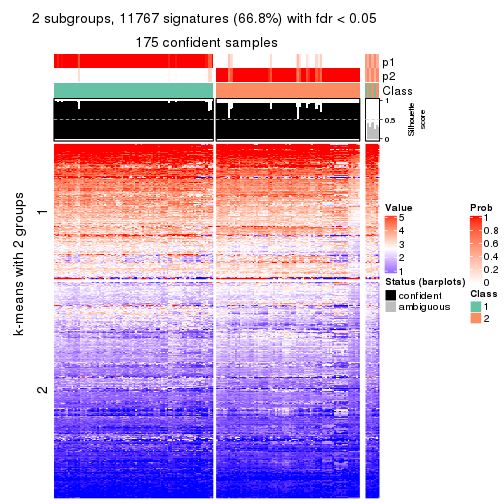 2 subgroups, 11767 signatures (66.8%) with fdr < 0.05
175 confident samples
p1
p2
Class
1
0.5
0
Silhouette
score
k-means with 2 groups
1
2
Value
5
4
3
2
1
Status (barplots)
confident
ambiguous
Prob
1
0.8
0.6
0.4
0.2
0
Class
1
2